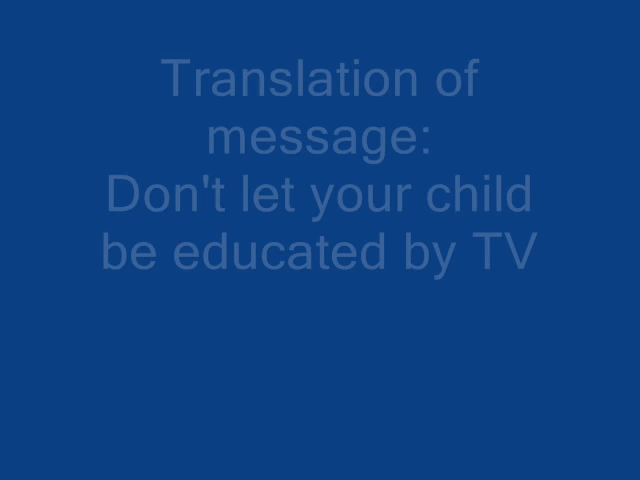 Translation of
message:
Don't let your child
be educated by TV